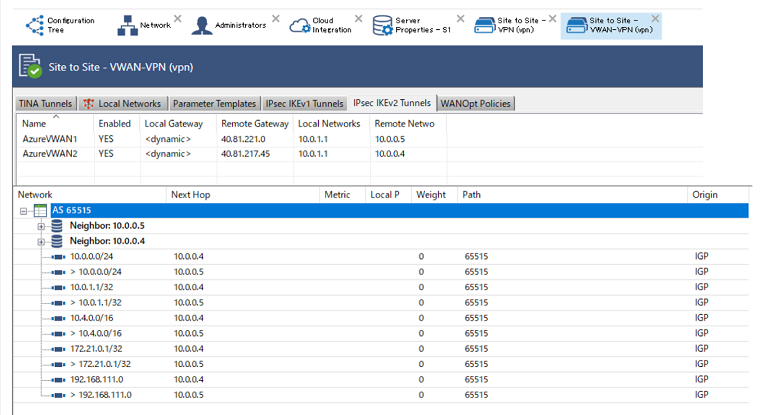 Configuration Tree
Network
Administrators
Cloud Integration
Server Properties - S1
Site to Site - VPN (vpn)
Site to Site - VWAN-VPN (vpn)
Site to Site - VWAN-VPN (vpn)
TINA Tunnels Local Networks Parameter Templates IPsec IKEv1 Tunnels IPsec IKEv2 Tunnels WANOpt Policies
Name Enabled Local Gateway Remote Gateway Local Networks Remote Netwo
AzureVWAN1 YES <dynamic> 40.81.221.0 10.0.1.1 10.0.0.5
AzureVWAN2 YES <dynamic> 40.81.217.45 10.0.1.1 10.0.0.4
Network Next Hop Metric Local P Weight Path Origin
AS 65515
Neighbor: 10.0.0.5
Neighbor: 10.0.0.4
10.0.0.0/24 10.0.0.4 0 65515 IGP
> 10.0.0.0/24 10.0.0.5 0 65515 IGP
10.0.1.1/32 10.0.0.4 0 65515 IGP
> 10.0.1.1/32 10.0.0.5 0 65515 IGP
10.4.0.0/16 10.0.0.4 0 65515 IGP
> 10.4.0.0/16 10.0.0.5 0 65515 IGP
172.21.0.1/32 10.0.0.4 0 65515 IGP
> 172.21.0.1/32 10.0.0.5 0 65515 IGP
192.168.111.0 10.0.0.4 0 65515 IGP
> 192.168.111.0 10.0.0.5 0 65515 IGP